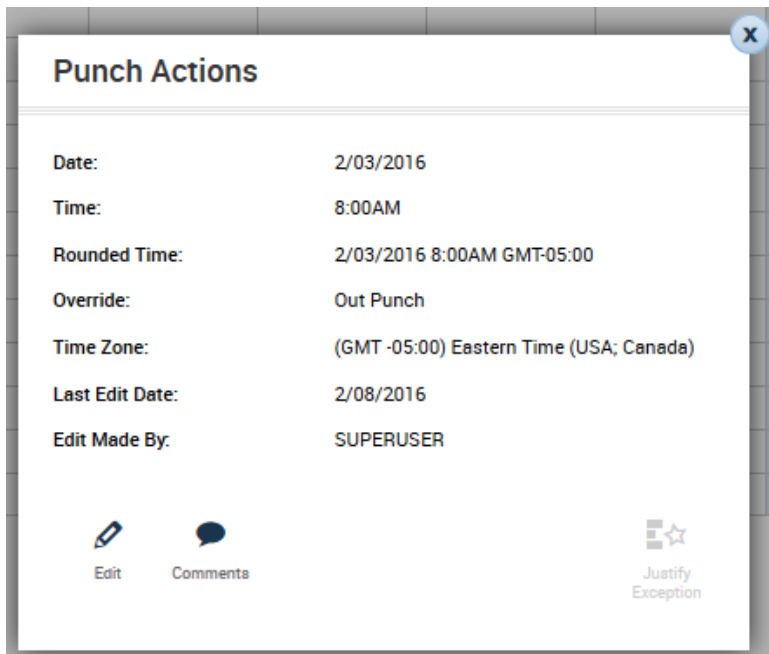 x
Punch Actions
Date: 2/03/2016
Time: 8:00AM
Rounded Time: 2/03/2016 8:00AM GMT-05:00
Override: Out Punch
Time Zone: (GMT -05:00) Eastern Time (USA; Canada)
Last Edit Date: 2/08/2016
Edit Made By: SUPERUSER
Edit Comments Justify
Exception